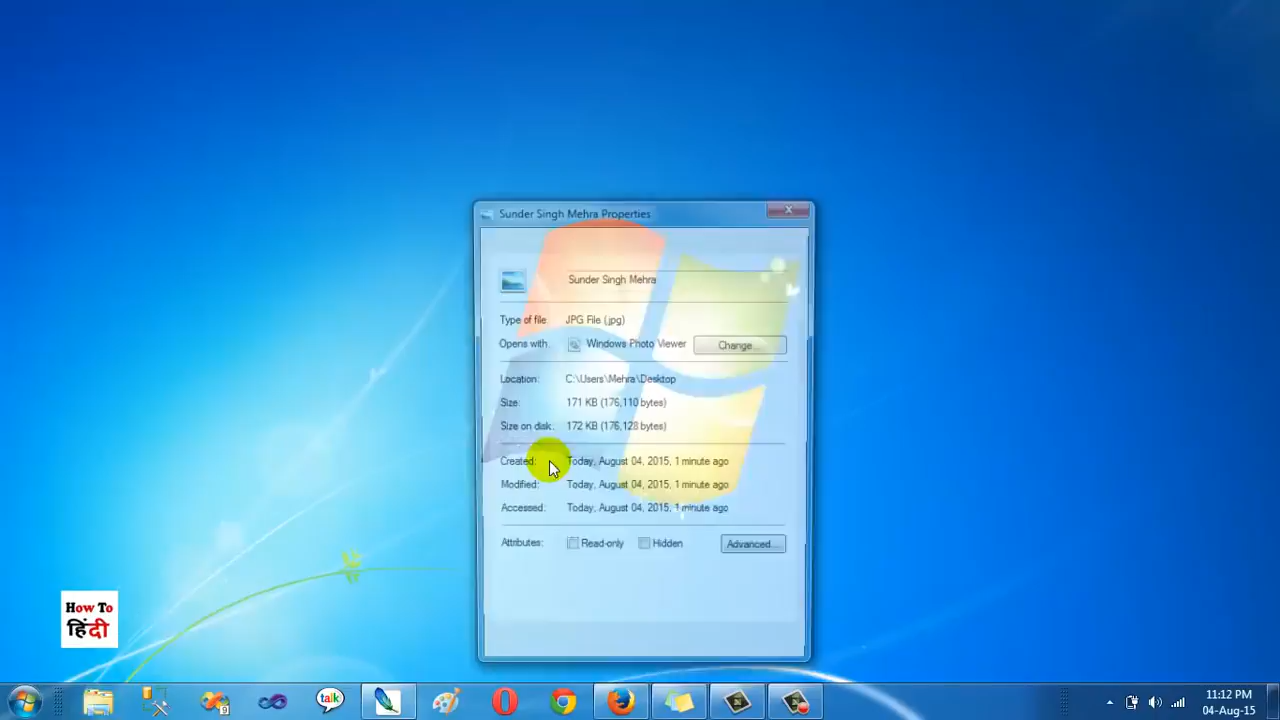 Sunder Singh Mehra Properties
Sunder Singh Mehra
Type of file: JPG File (.jpg)
Opens with: Windows Photo Viewer Change...
Location: C:\Users\Mehra\Desktop
Size: 171 KB (176,110 bytes)
Size on disk: 172 KB (176,128 bytes)
Created: Today, August 04, 2015, 1 minute ago
Modified: Today, August 04, 2015, 1 minute ago
Accessed: Today, August 04, 2015, 1 minute ago
Attributes: Read-only Hidden Advanced...
How To
हिंदी
talk
9
11:12 PM
04-Aug-15